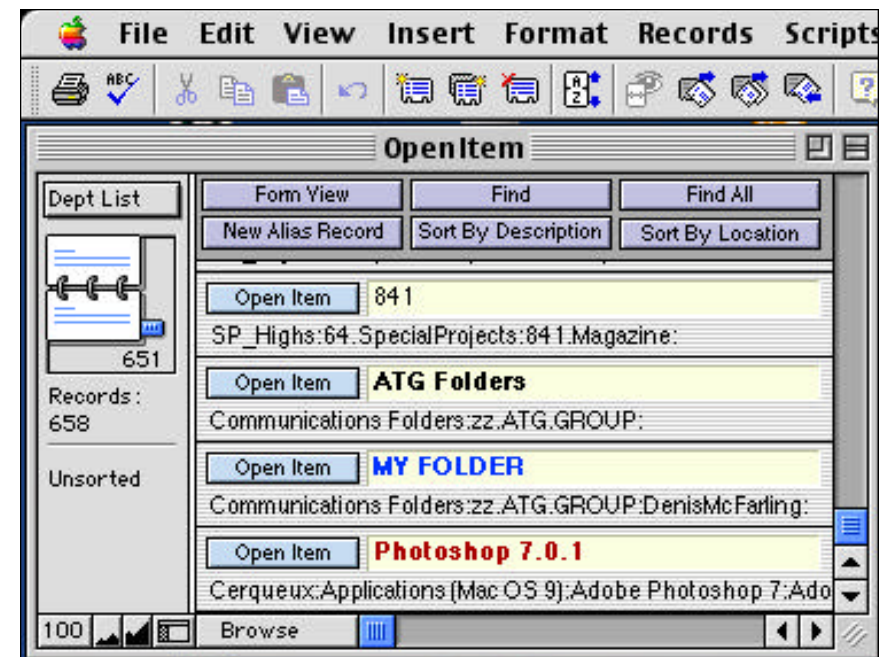 File Edit View Insert Format Records Scripts
ABC
A
Z
?
OpenItem
Dept List
Form View Find Find All
New Alias Record Sort By Description Sort By Location
651
Records:
658
Unsorted
Open Item 841
SP_Highs:64.SpecialProjects:841.Magazine:
Open Item ATG Folders
Communications Folders:zz.ATG.GROUP:
Open Item MY FOLDER
Communications Folders:zz.ATG.GROUP:DenisMcFarling:
Open Item Photoshop 7.0.1
Cerqueux:Applications (Mac OS 9):Adobe Photoshop 7:Ado
100 Browse